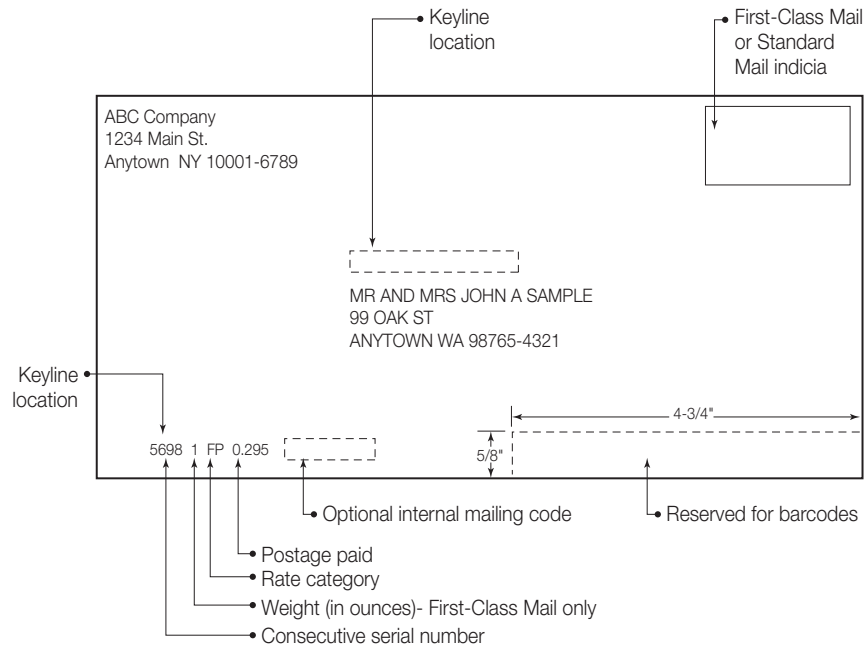 Keyline
location
First-Class Mail
or Standard
Mail indicia
ABC Company
1234 Main St.
Anytown NY 10001-6789
MR AND MRS JOHN A SAMPLE
99 OAK ST
ANYTOWN WA 98765-4321
Keyline
location
4-3/4"
5698 1 FP 0.295
5/8"
Optional internal mailing code
Reserved for barcodes
Postage paid
Rate category
Weight (in ounces)- First-Class Mail only
Consecutive serial number